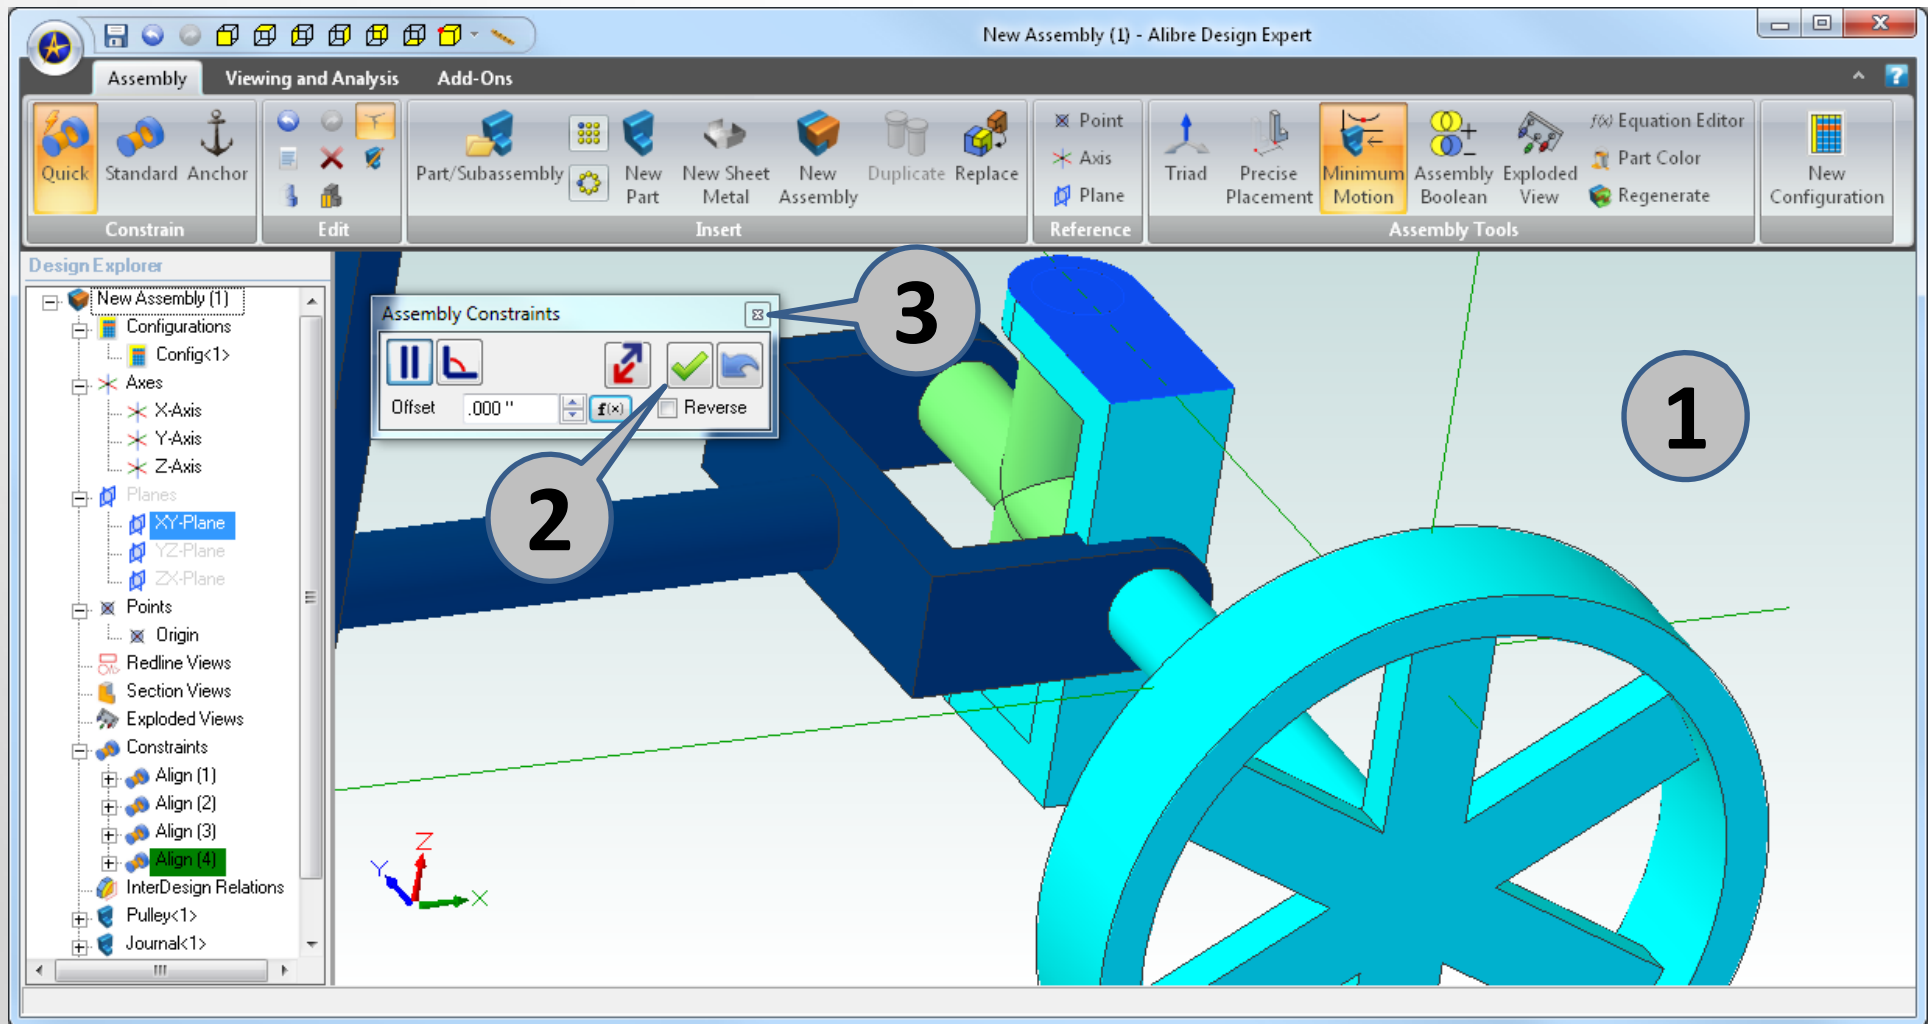 New Assembly (1) - Alibre Design Expert
Assembly
Viewing and Analysis
Add-Ons
?
Quick
Standard
Anchor
Constrain
Edit
Part/Subassembly
New
Part
New Sheet
Metal
New
Assembly
Duplicate
Replace
Insert
Point
Axis
Plane
Reference
Triad
Precise
Placement
Minimum
Motion
Assembly
Boolean
Exploded
View
f(x) Equation Editor
Part Color
Regenerate
Assembly Tools
New
Configuration
Design Explorer
New Assembly (1)
Configurations
Config<1>
Axes
X-Axis
Y-Axis
Z-Axis
Planes
XY-Plane
YZ-Plane
ZX-Plane
Points
Origin
Redline Views
Section Views
Exploded Views
Constraints
Align (1)
Align (2)
Align (3)
Align (4)
InterDesign Relations
Pulley<1>
Journal<1>
Assembly Constraints
Offset
.000 "
f(x)
Reverse
3
1
2
Z
Y
X